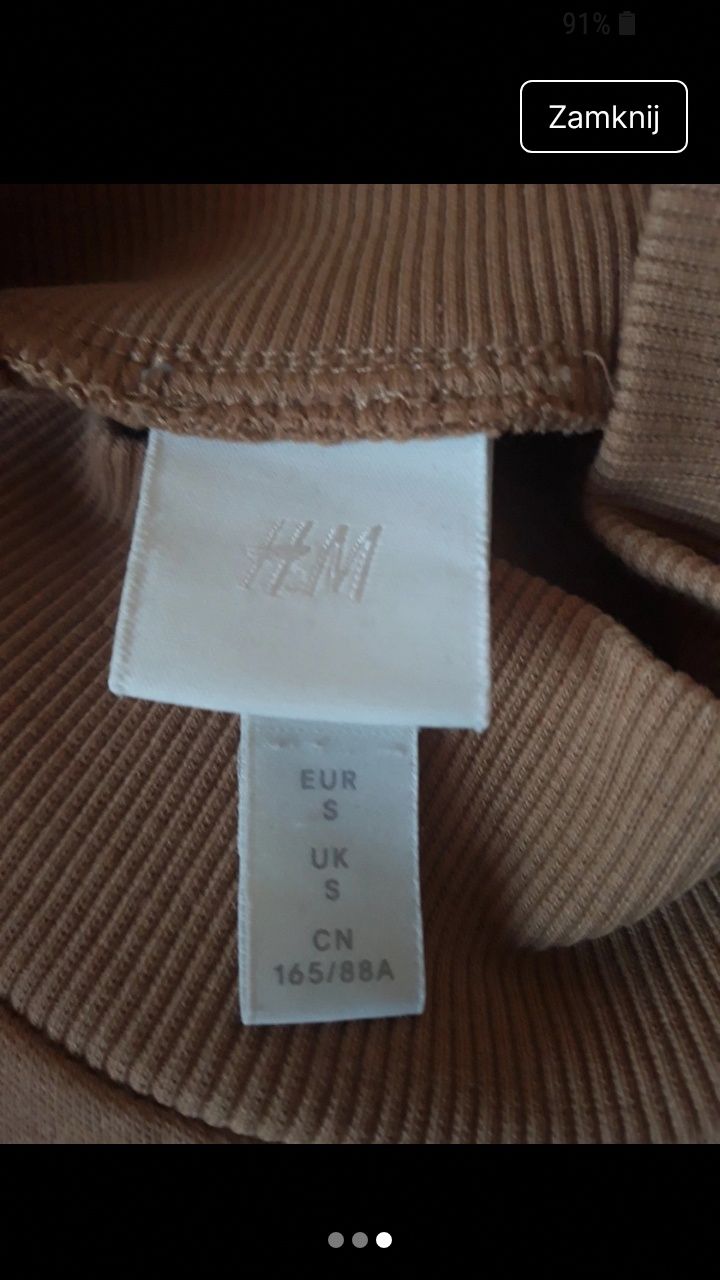 91%
Zamknij
H&M
EUR
S
UK
S
CN
165/88A